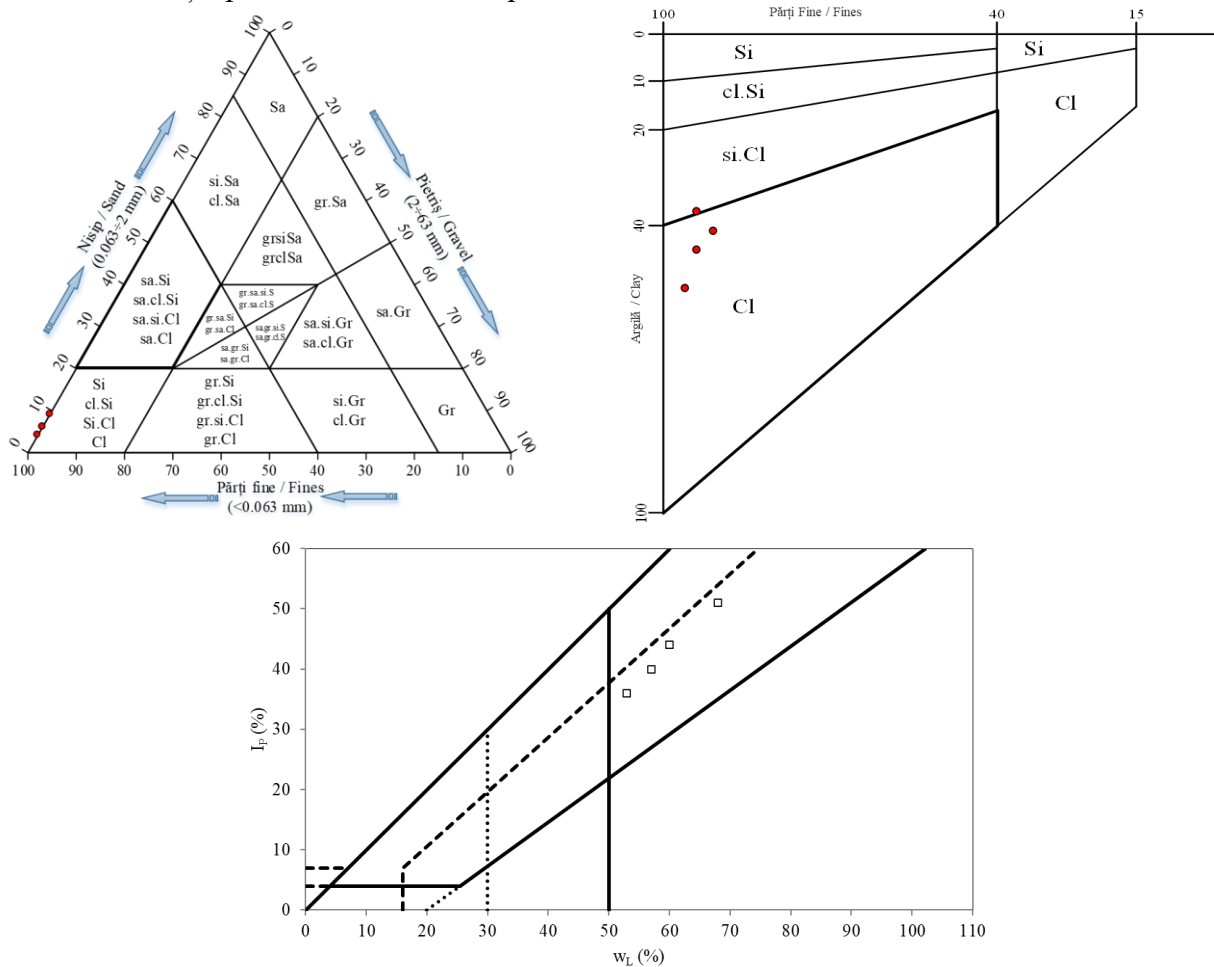 Nisip / Sand
(0.063÷2 mm)
0
10
20
30
40
50
60
70
80
90
100
Pietriș / Gravel
(2÷63 mm)
0
10
20
30
40
50
60
70
80
90
100
Sa
si.Sa
cl.Sa
gr.Sa
grsiSa
grclSa
sa.Si
sa.cl.Si
sa.si.Cl
sa.Cl
gr.sa.si.S
gr.sa.cl.S
gr.sa.Si
gr.sa.Cl
sa.gr.si.S
sa.gr.cl.S
sa.gr.Si
sa.gr.Cl
sa.si.Gr
sa.cl.Gr
sa.Gr
Si
cl.Si
Si.Cl
Cl
gr.Si
gr.cl.Si
gr.si.Cl
gr.Cl
si.Gr
cl.Gr
Gr
100 90 80 70 60 50 40 30 20 10 0
Părți fine / Fines
(<0.063 mm)
Părți Fine / Fines
100 40 15
0
10
20
40
100
Argilă / Clay
Si
Si
cl.Si
Cl
si.Cl
Cl
60
50
40
30
20
10
0
I_P (%)
0 10 20 30 40 50 60 70 80 90 100 110
w_L (%)